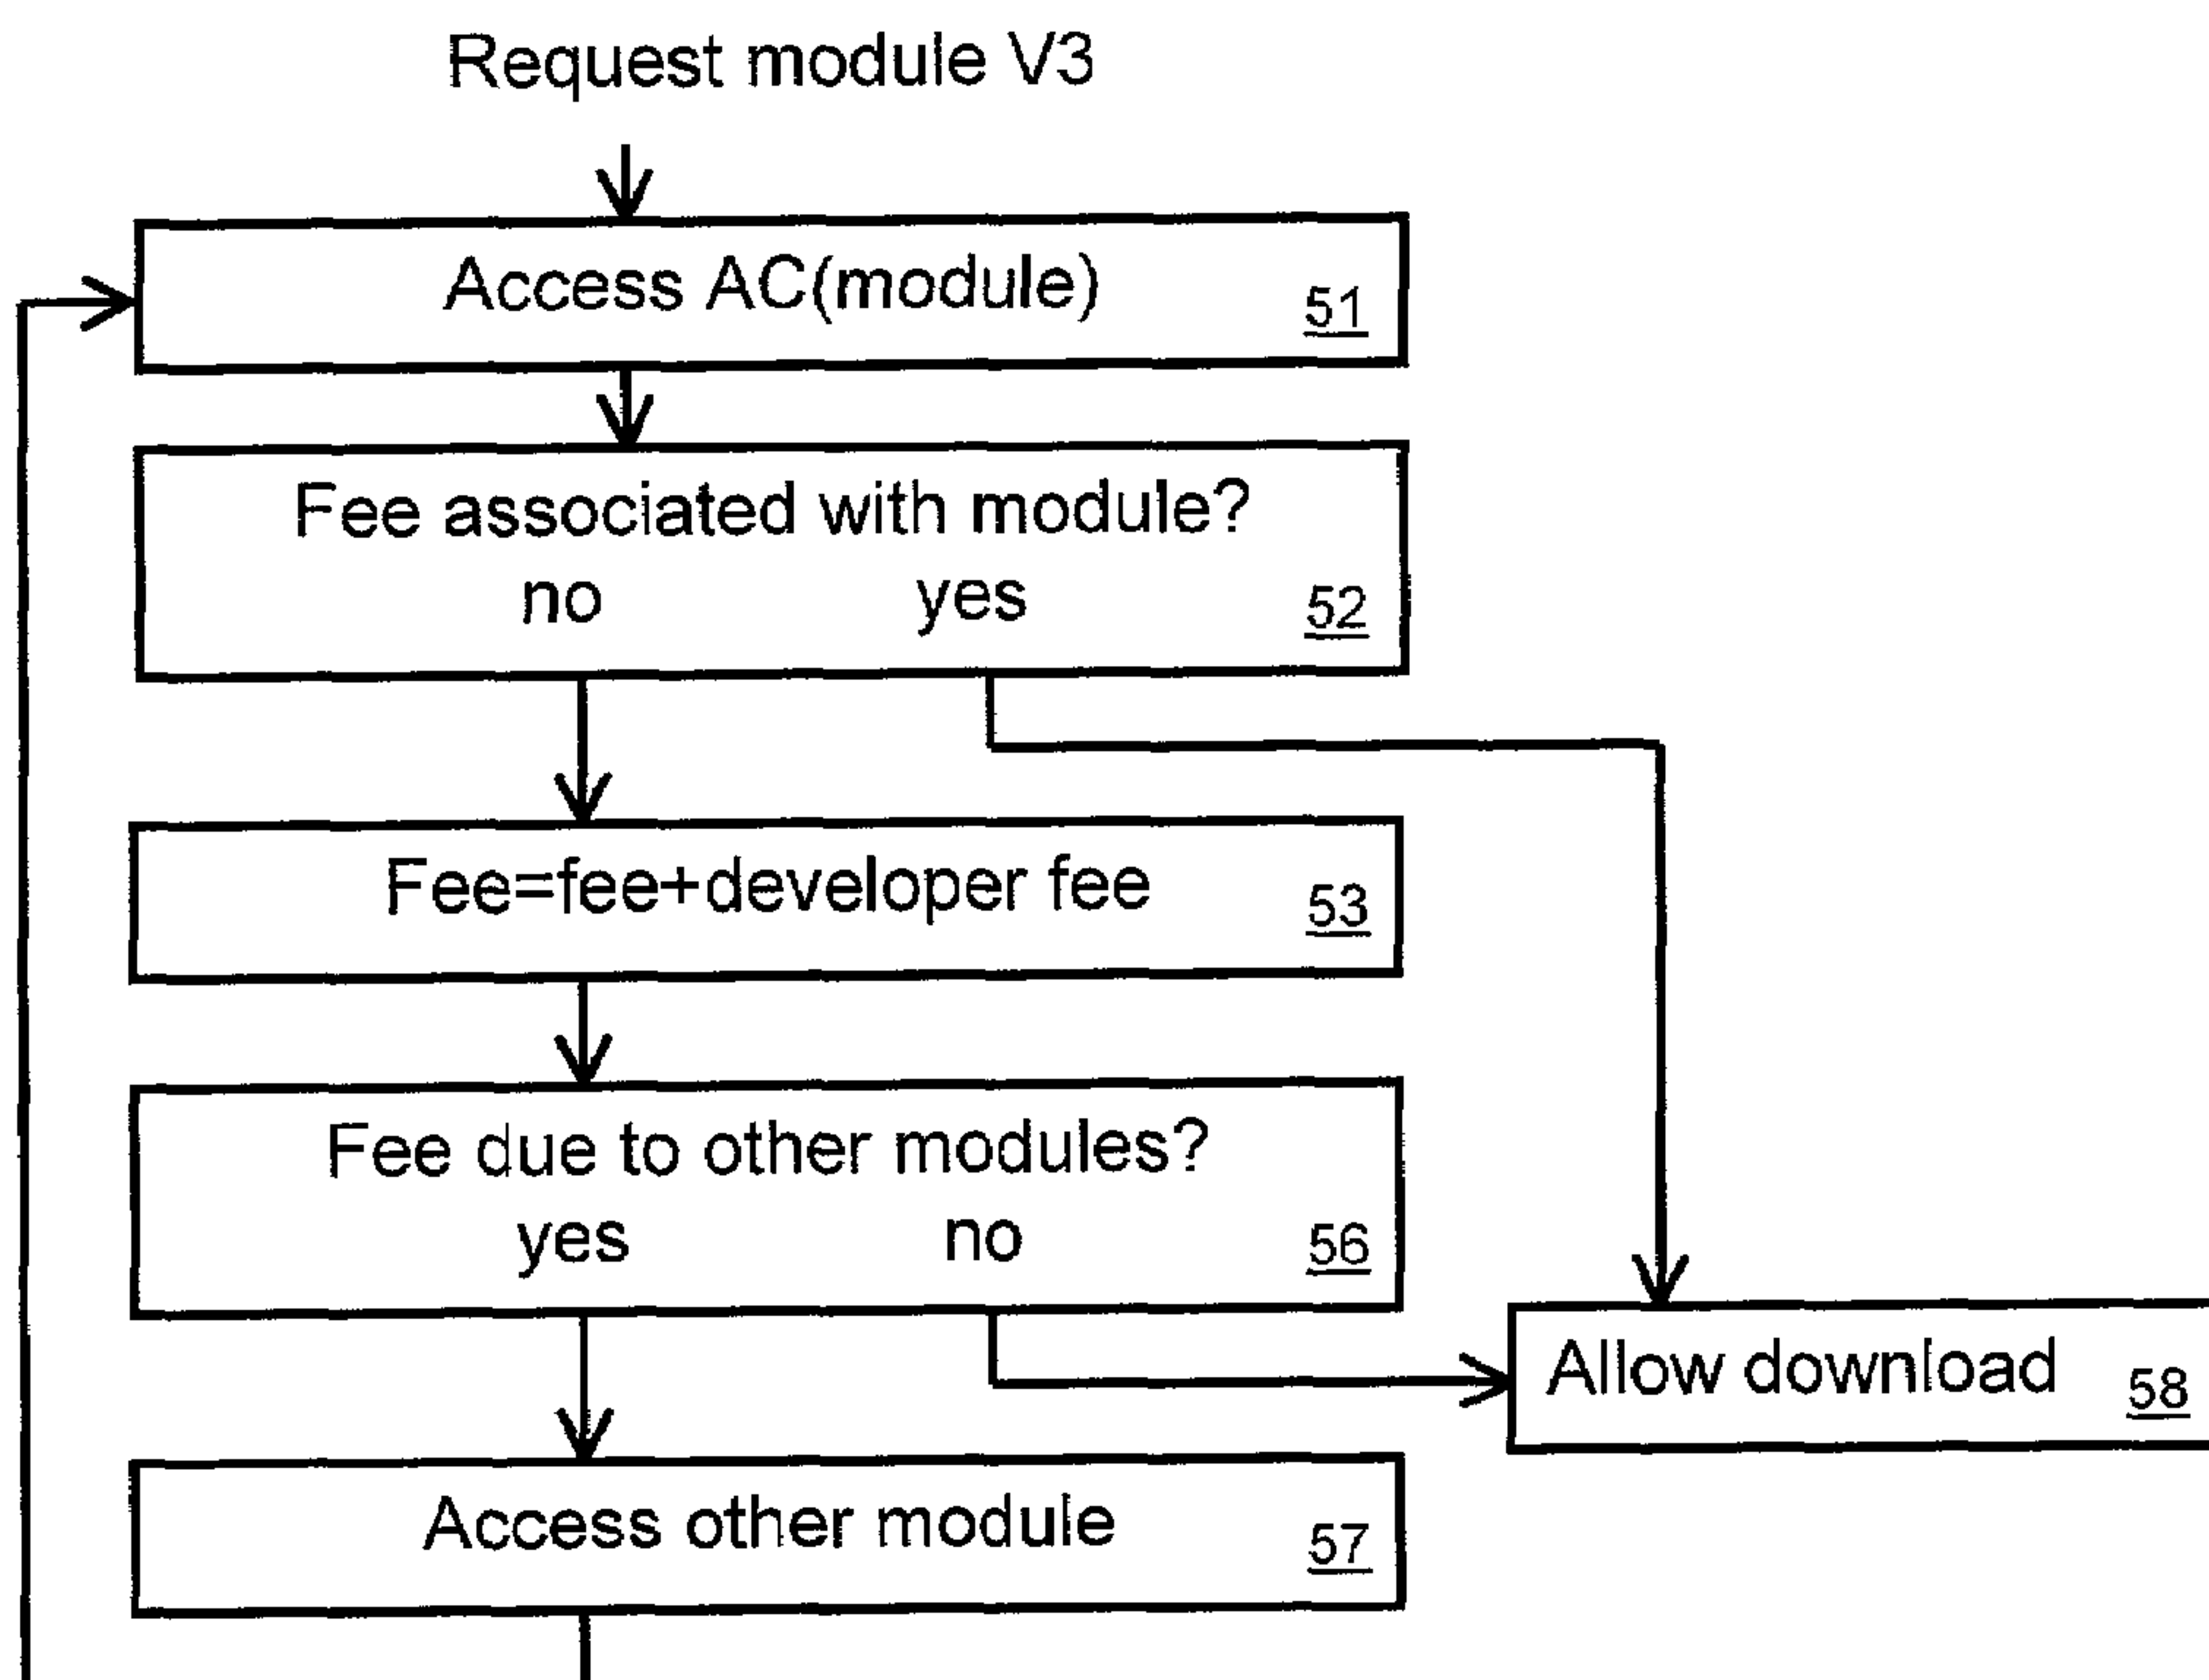 Request module V3
Access AC(module)
51
Fee associated with module?
no yes
52
Fee=fee+developer fee
53
Fee due to other modules?
yes no
56
Allow download
58
Access other module
57